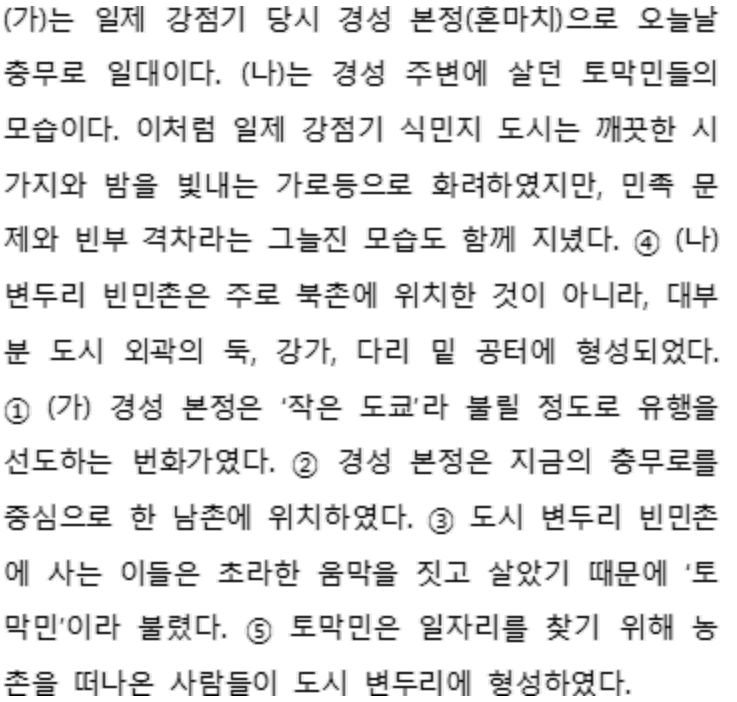 (가)는 일제 강점기 당시 경성 본정(혼마치)으로 오늘날
충무로 일대이다. (나)는 경성 주변에 살던 토막민들의
모습이다. 이처럼 일제 강점기 식민지 도시는 깨끗한 시
가지와 밤을 빛내는 가로등으로 화려하였지만, 민족 문
제와 빈부 격차라는 그늘진 모습도 함께 지녔다. ④ (나)
변두리 빈민촌은 주로 북촌에 위치한 것이 아니라, 대부
분 도시 외곽의 둑, 강가, 다리 밑 공터에 형성되었다.
① (가) 경성 본정은 ‘작은 도쿄’라 불릴 정도로 유행을
선도하는 번화가였다. ② 경성 본정은 지금의 충무로를
중심으로 한 남촌에 위치하였다. ③ 도시 변두리 빈민촌
에 사는 이들은 초라한 움막을 짓고 살았기 때문에 ‘토
막민’이라 불렸다. ⑤ 토막민은 일자리를 찾기 위해 농
촌을 떠나온 사람들이 도시 변두리에 형성하였다.